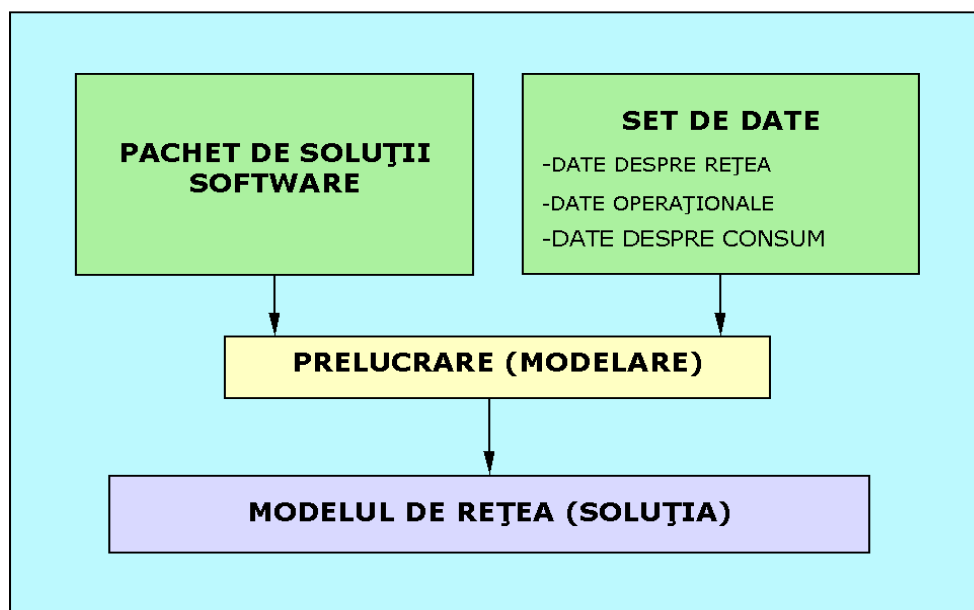 PACHET DE SOLUŢII
SOFTWARE
SET DE DATE
-DATE DESPRE REŢEA
-DATE OPERAŢIONALE
-DATE DESPRE CONSUM
PRELUCRARE (MODELARE)
MODELUL DE REŢEA (SOLUŢIA)